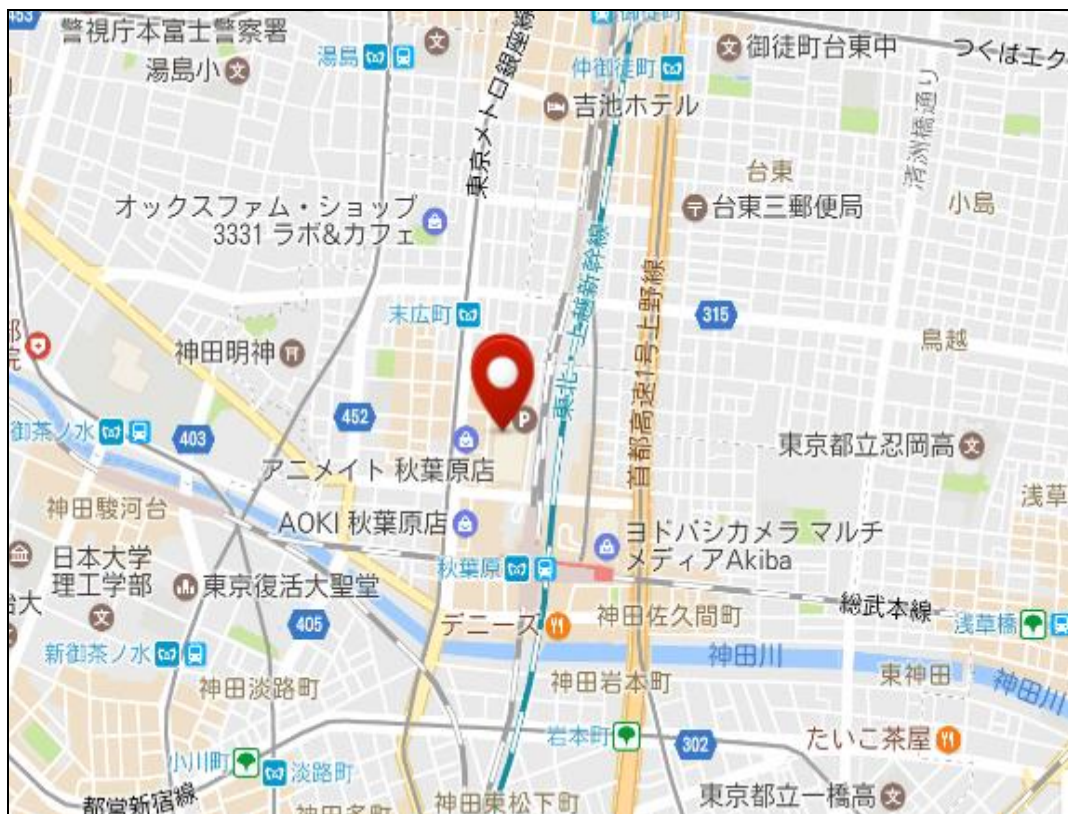 453
警視庁本富士警察署
湯島小
湯島
東京メトロ銀座線
御徒町
仲御徒町
御徒町台東中
つくばエク
吉池ホテル
清洲橋通り
台東
台東三郵便局
小島
オックスファム・ショップ
3331 ラボ&カフェ
東北・上越新幹線
首都高速1号上野線
末広町
315
鳥越
神田明神
院
452
P
御茶ノ水
403
アニメイト 秋葉原店
東京都立忍岡高
神田駿河台
AOKI 秋葉原店
ヨドバシカメラ マルチ
メディアAkiba
浅草
日本大学
理工学部
東京復活大聖堂
秋葉原
405
デニーズ
神田佐久間町
総武本線
浅草橋
新御茶ノ水
神田川
神田淡路町
神田岩本町
東神田
神田川
岩本町
302
たいこ茶屋
小川町
淡路町
都営新宿線
神田多町
神田東松下町
東京都立一橋高